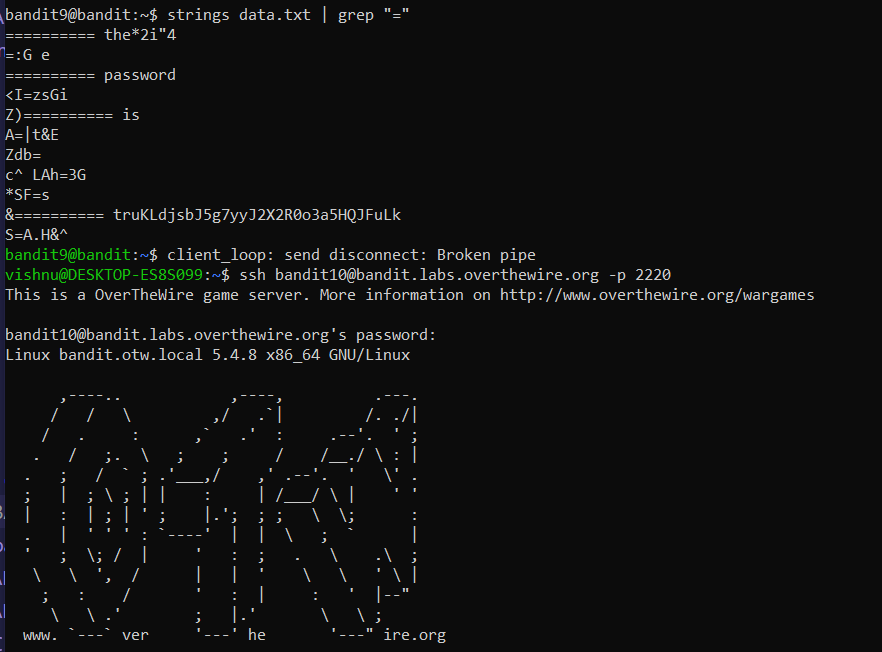 bandit9@bandit:~$ strings data.txt | grep "="
========== the*2i"4
=:G e
========== password
<I=zsGi
Z)========== is
A=|t&E
Zdb=
c^ LAh=3G
*SF=s
&========== truKLdjsbJ5g7yyJ2X2R0o3a5HQJFuLk
S=A.H&^
bandit9@bandit:~$ client_loop: send disconnect: Broken pipe
vishnu@DESKTOP-ES8S099:~$ ssh bandit10@bandit.labs.overthewire.org -p 2220
This is a OverTheWire game server. More information on http://www.overthewire.org/wargames
bandit10@bandit.labs.overthewire.org's password:
Linux bandit.otw.local 5.4.8 x86_64 GNU/Linux
      ,----..            ,----,          .---.
     /   /   \         ,/   .`|         /. ./|
    /   .     :      ,`   .'  :     .--'.  ' ;
   .   /   ;.  \   ;    ;     /    /__./ \ : |
  .   ;   /  ` ; .'___,/    ,' .--'.  '   \' .
  ;   |  ; \ ; | |    :     | /___/ \ |    ' '
  |   :  | ; | ' ;    |.';  ; ;   \  \;      :
  .   |  ' ' ' : `----'  |  |  \   ;  `      |
  '   ;  \; /  |     '   :  ;   .   \    .\  ;
   \   \  ',  /      |   |  '    \   \   ' \ |
    ;   :    /       '   :  |     :   '  |--"
     \   \ .'        ;   |.'       \   \ ;
  www. `---` ver     '---' he       '---" ire.org